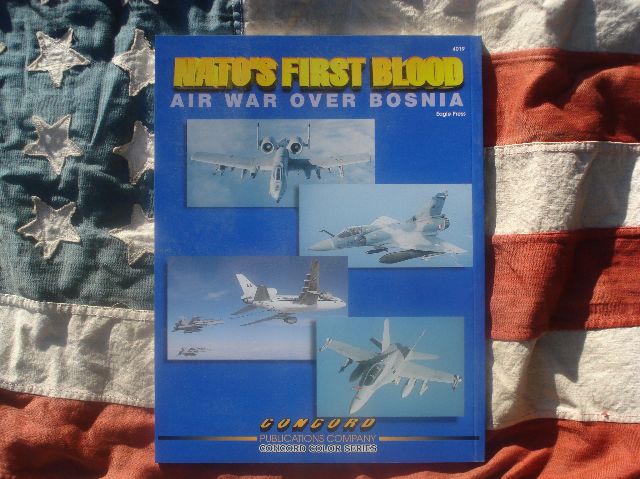 4019
NATO'S FIRST BLOOD
AIR WAR OVER BOSNIA
Eagle Press
CONCORD
PUBLICATIONS COMPANY
CONCORD COLOR SERIES